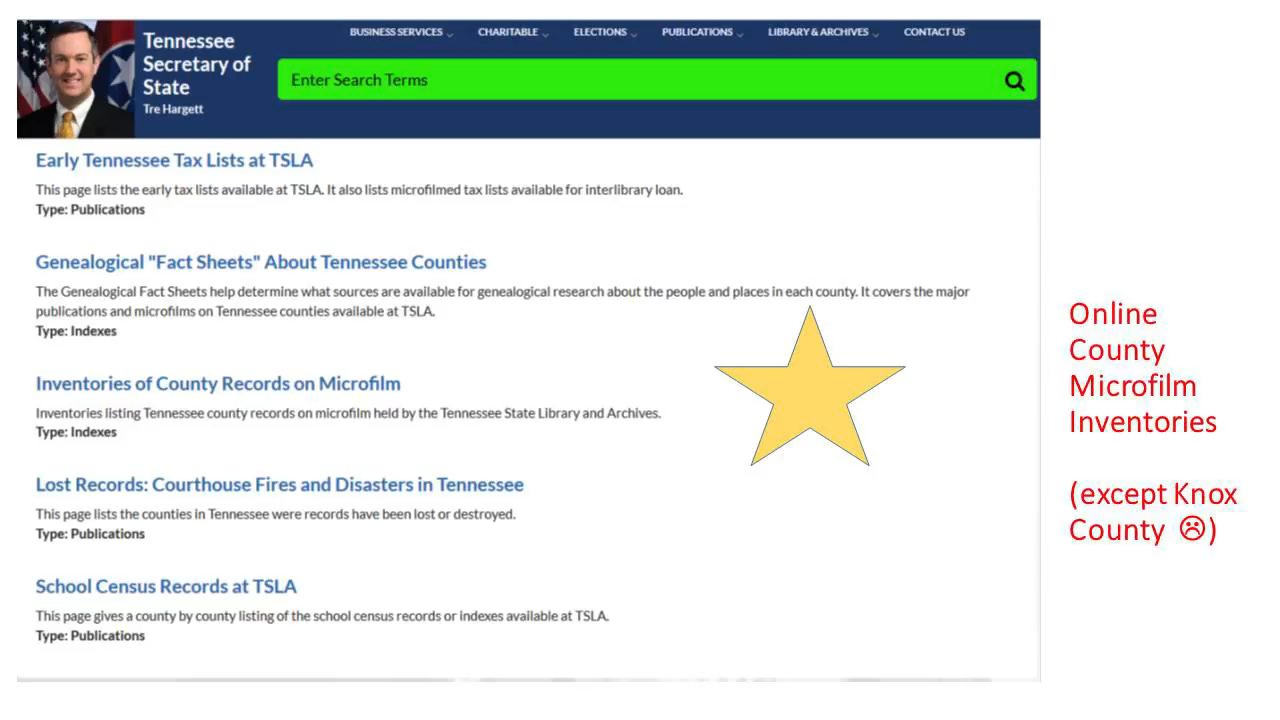 Tennessee
Secretary of
State
Tre Hargett
BUSINESS SERVICES
CHARITABLE
ELECTIONS
PUBLICATIONS
LIBRARY & ARCHIVES
CONTACT US
Enter Search Terms
Early Tennessee Tax Lists at TSLA
This page lists the early tax lists available at TSLA. It also lists microfilmed tax lists available for interlibrary loan.
Type: Publications
Genealogical "Fact Sheets" About Tennessee Counties
The Genealogical Fact Sheets help determine what sources are available for genealogical research about the people and places in each county. It covers the major
publications and microfilms on Tennessee counties available at TSLA.
Type: Indexes
Inventories of County Records on Microfilm
Inventories listing Tennessee county records on microfilm held by the Tennessee State Library and Archives.
Type: Indexes
Lost Records: Courthouse Fires and Disasters in Tennessee
This page lists the counties in Tennessee were records have been lost or destroyed.
Type: Publications
School Census Records at TSLA
This page gives a county by county listing of the school census records or indexes available at TSLA.
Type: Publications
Online
County
Microfilm
Inventories
(except Knox
County ☹)